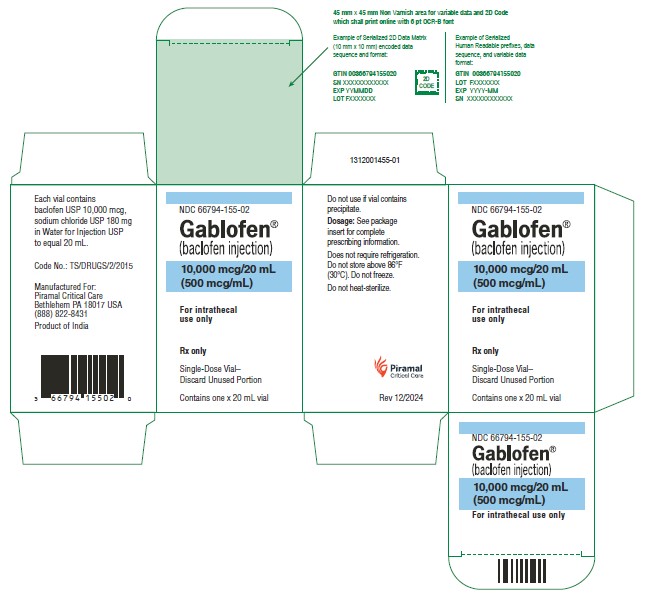 45 mm x 45 mm Non Varnish area for variable data and 2D Code
which shall print online with 6 pt OCR-B font
Example of Serialized 2D Data Matrix
(10 mm x 10 mm) encoded data
sequence and format:
GTIN 00366794155020
SN XXXXXXXXXXXX
EXP YYMMDD
LOT FXXXXXXX
2D
CODE
Example of Serialized
Human Readable prefixes, data
sequence, and variable data
format:
GTIN 00366794155020
LOT FXXXXXXX
EXP YYYY-MM
SN XXXXXXXXXXXX
1312001455-01
Each vial contains
baclofen USP 10,000 mcg,
sodium chloride USP 180 mg
in Water for Injection USP
to equal 20 mL.
Code No.: TS/DRUGS/2/2015
Manufactured For:
Piramal Critical Care
Bethlehem PA 18017 USA
(888) 822-8431
Product of India
3 66794 15502 0
NDC 66794-155-02
Gablofen®
(baclofen injection)
10,000 mcg/20 mL
(500 mcg/mL)
For intrathecal
use only
Rx only
Single-Dose Vial–
Discard Unused Portion
Contains one x 20 mL vial
Do not use if vial contains
precipitate.
Dosage: See package
insert for complete
prescribing information.
Does not require refrigeration.
Do not store above 86°F
(30°C). Do not freeze.
Do not heat-sterilize.
Piramal
Critical Care
Rev 12/2024
NDC 66794-155-02
Gablofen®
(baclofen injection)
10,000 mcg/20 mL
(500 mcg/mL)
For intrathecal
use only
Rx only
Single-Dose Vial–
Discard Unused Portion
Contains one x 20 mL vial
NDC 66794-155-02
Gablofen®
(baclofen injection)
10,000 mcg/20 mL
(500 mcg/mL)
For intrathecal use only